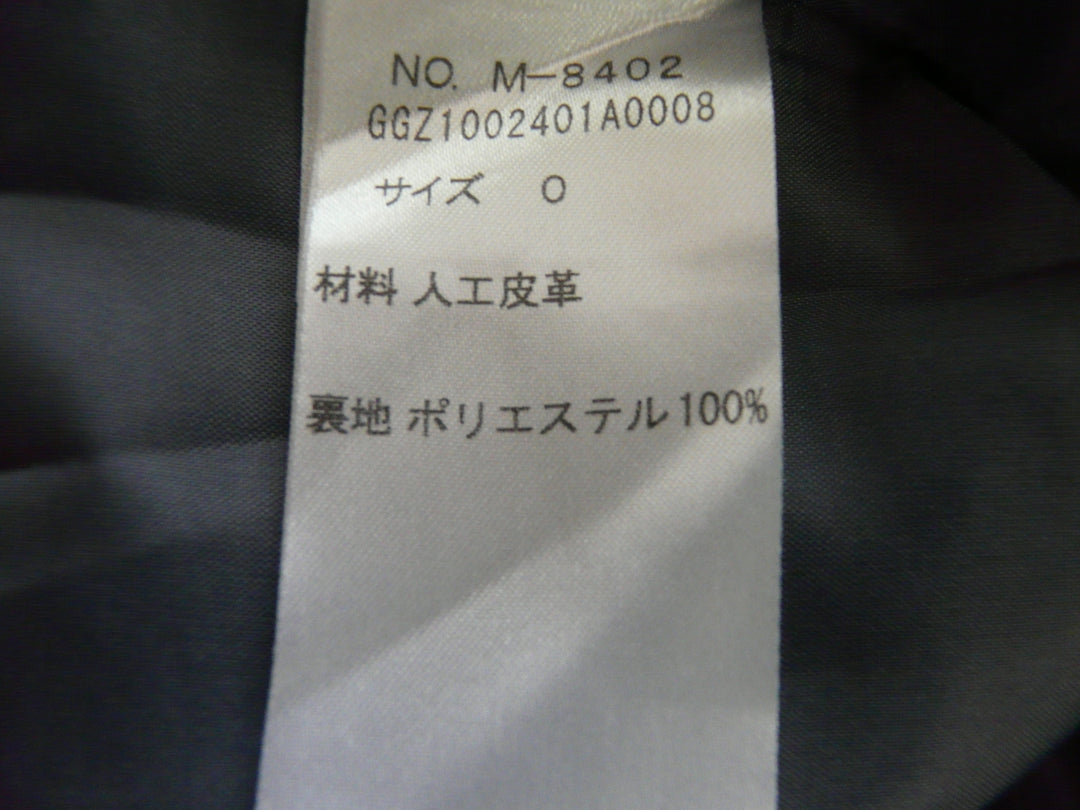 NO. M-8402
GGZ1002401A0008
サイズ 0
材料 人工皮革
裏地 ポリエステル100%